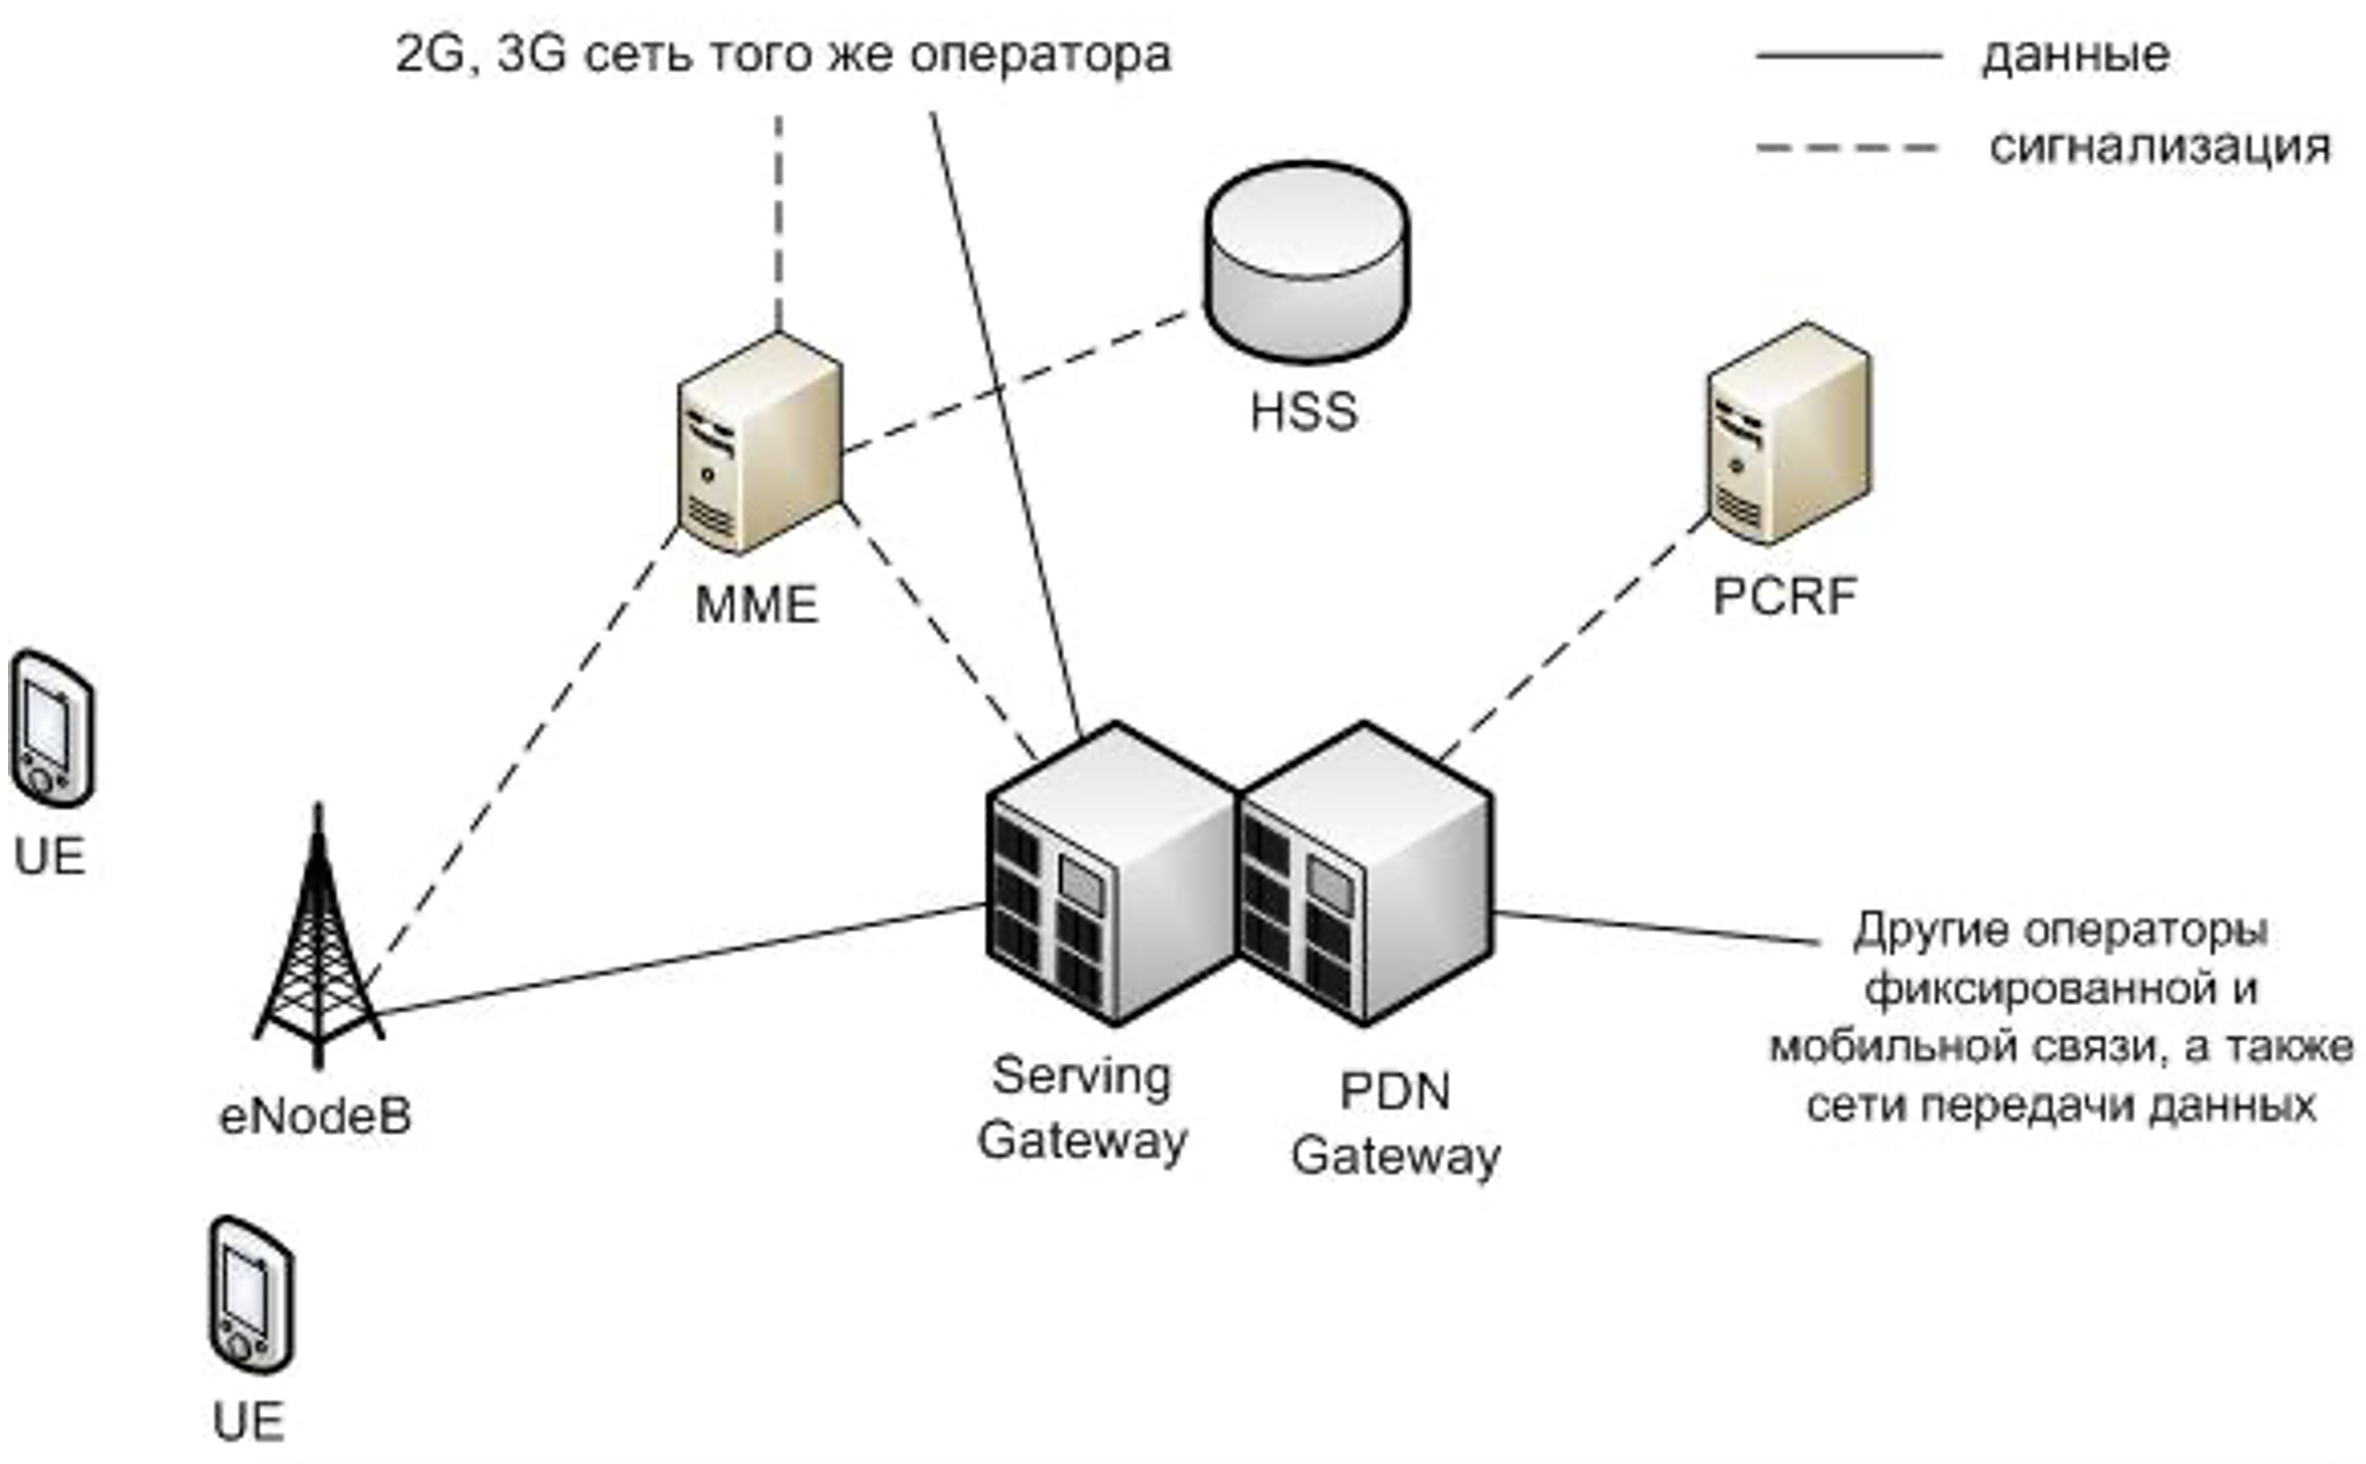 2G, 3G сеть того же оператора
данные
сигнализация
HSS
MME
PCRF
UE
eNodeB
Serving
Gateway
PDN
Gateway
Другие операторы
фиксированной и
мобильной связи, а также
сети передачи данных
UE